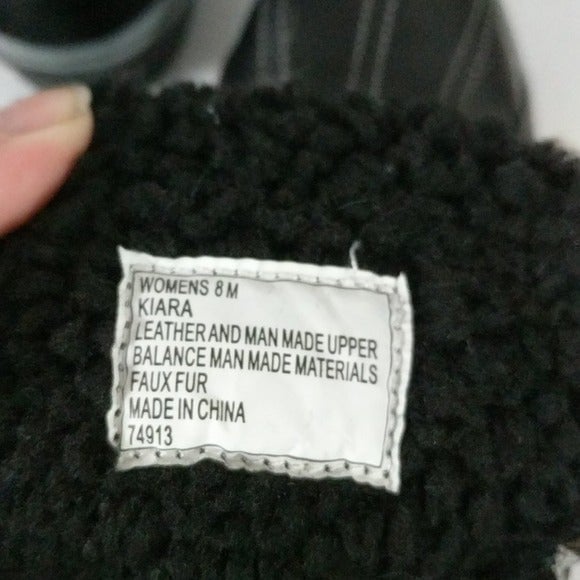 WOMENS 8 M
KIARA
LEATHER AND MAN MADE UPPER
BALANCE MAN MADE MATERIALS
FAUX FUR
MADE IN CHINA
74913